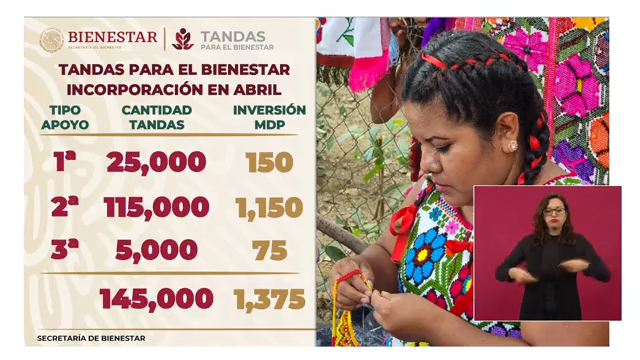 BIENESTAR
SECRETARÍA DE BIENESTAR
TANDAS
PARA EL BIENESTAR
TANDAS PARA EL BIENESTAR
INCORPORACIÓN EN ABRIL
TIPO APOYO CANTIDAD TANDAS INVERSIÓN MDP
1ª 25,000 150
2ª 115,000 1,150
3ª 5,000 75
145,000 1,375
SECRETARÍA DE BIENESTAR